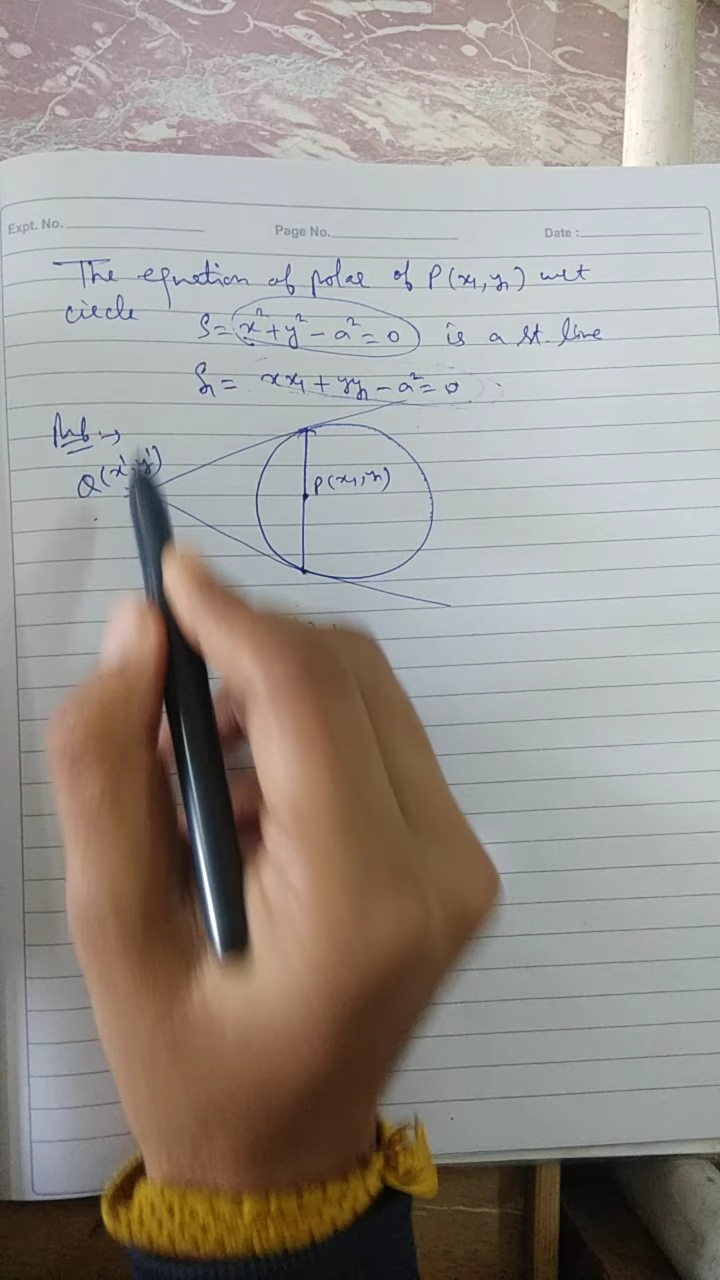 Expt. No. Page No. Date :
The equation of polar of P(x₁, y₁) wrt
circle S = x² + y² - a² = 0 is a st. line
S₁ = xx₁ + yy₁ - a² = 0
Q(x', y')
P(x₁, y₁)